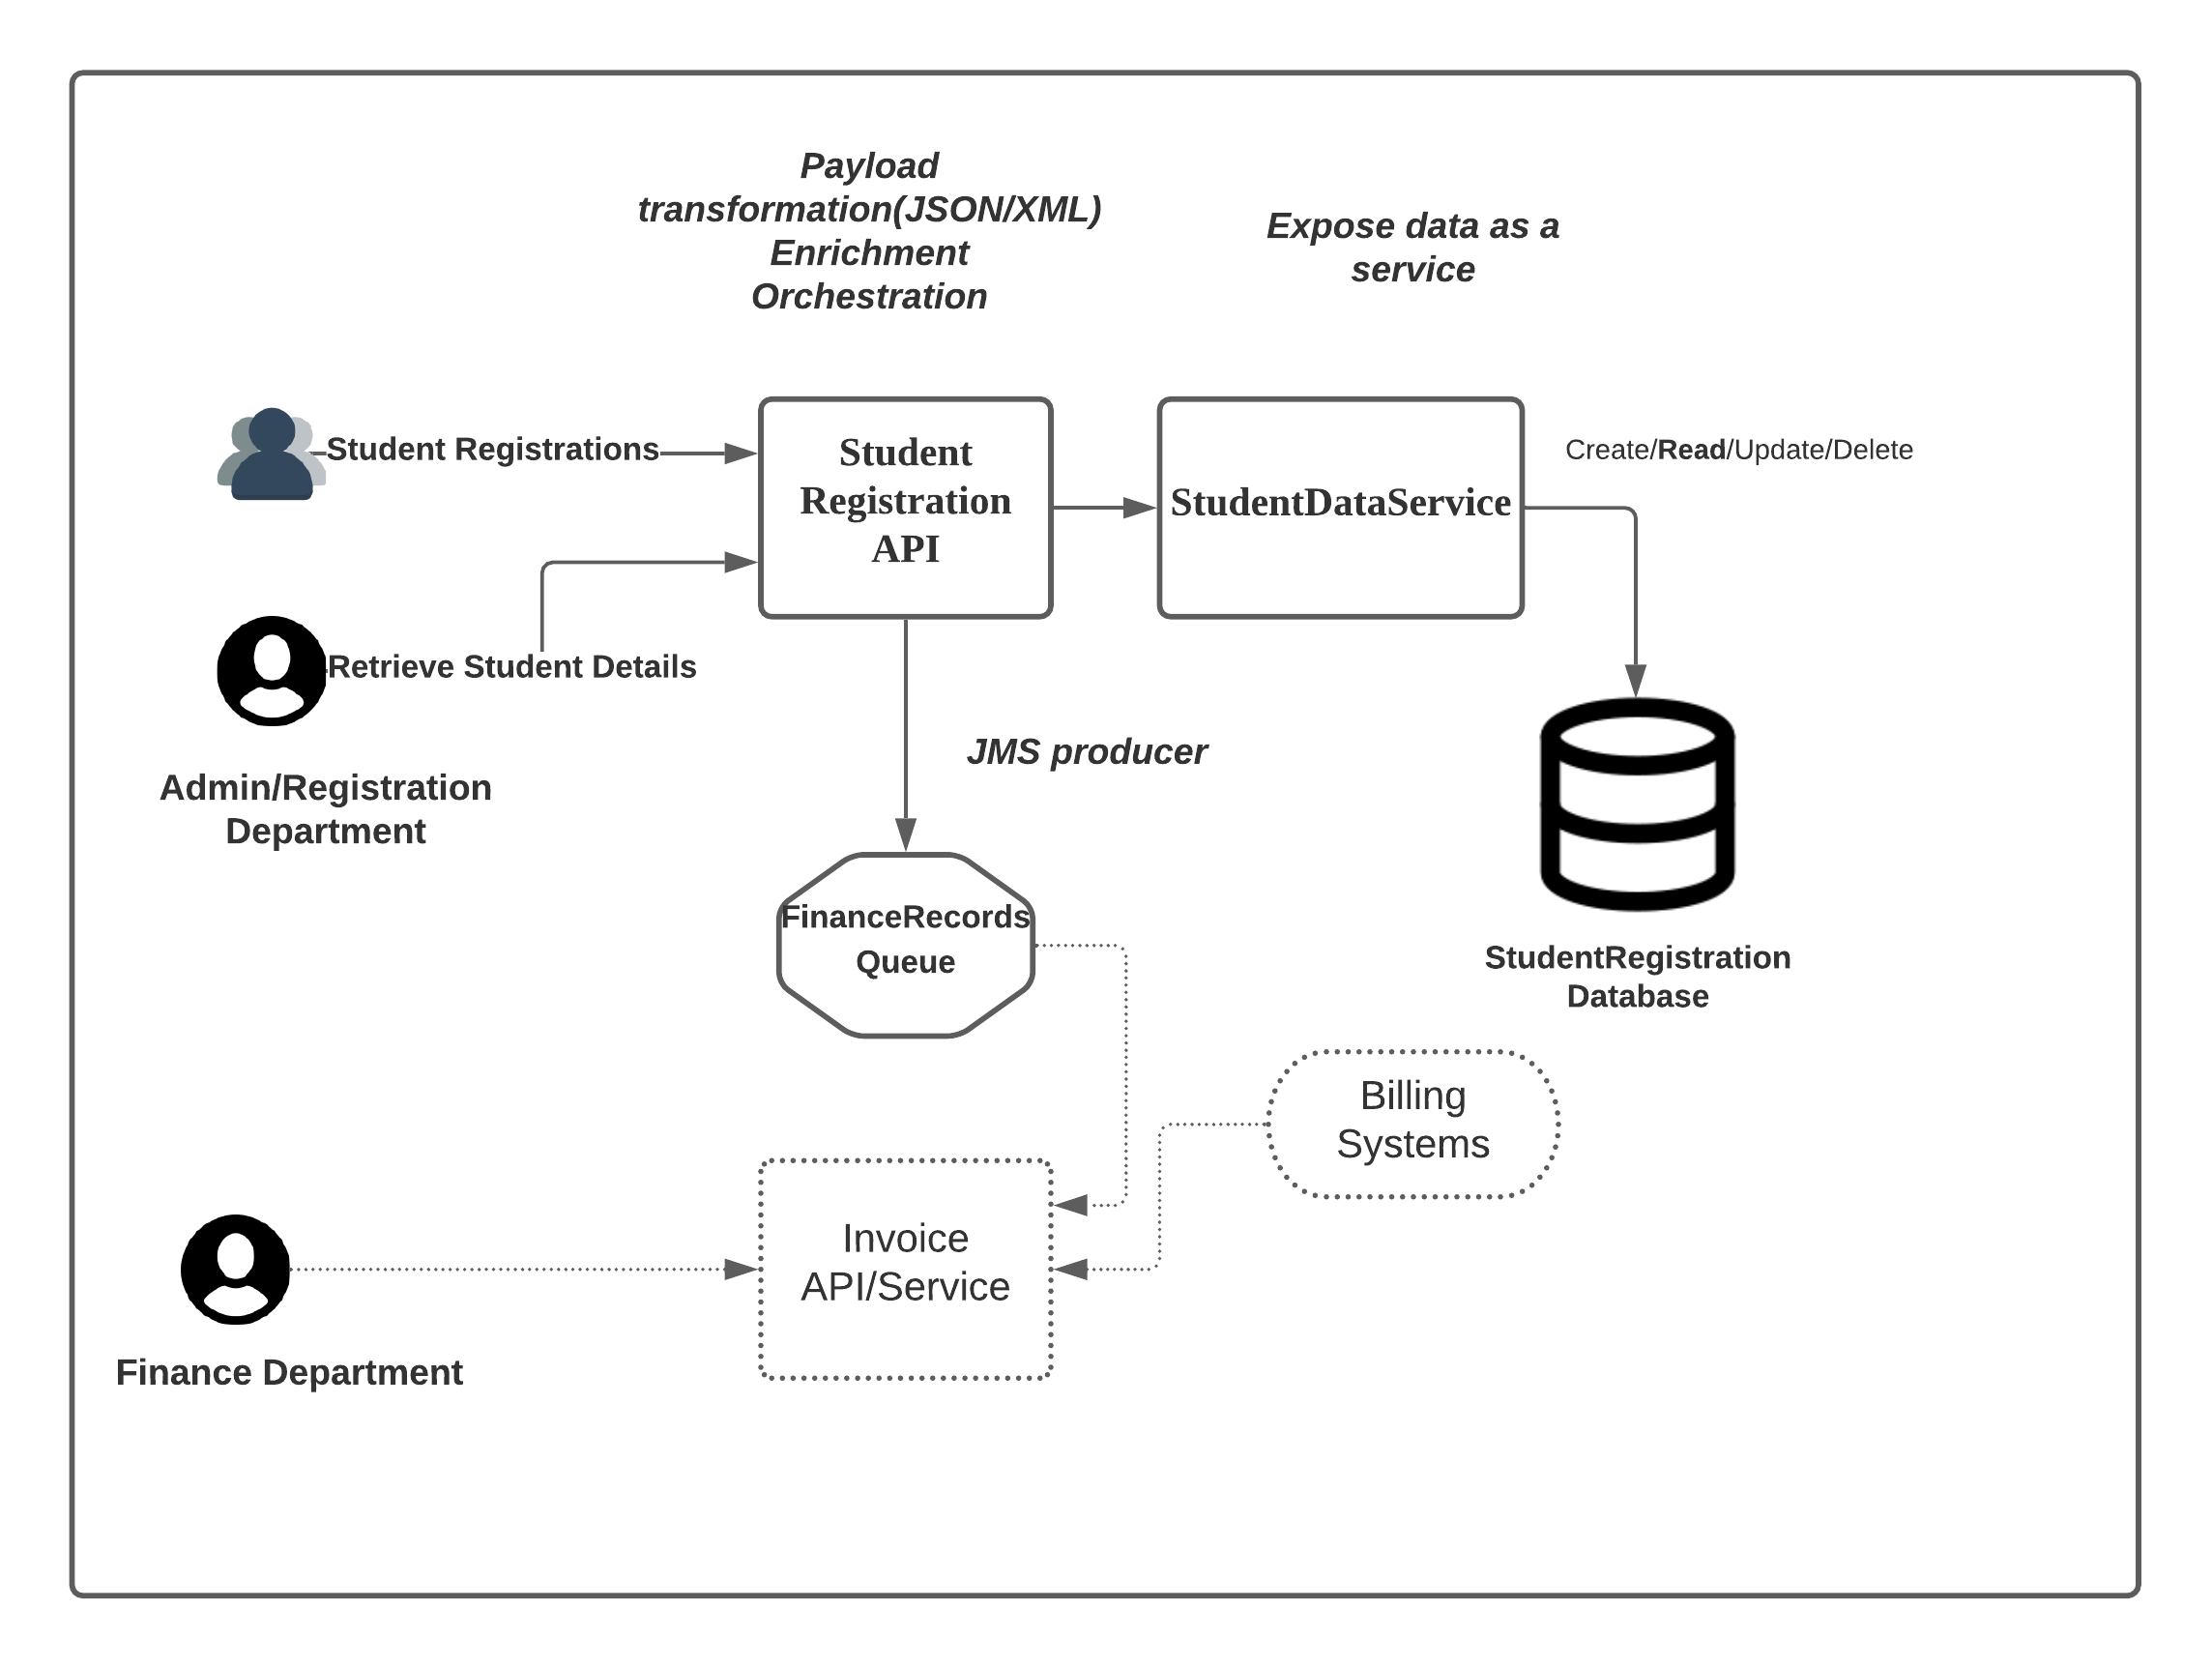 Payload
transformation(JSON/XML)
Enrichment
Orchestration
Expose data as a
service
Student Registrations
Student
Registration
API
StudentDataService
Create/Read/Update/Delete
Retrieve Student Details
Admin/Registration
Department
JMS producer
FinanceRecords
Queue
StudentRegistration
Database
Billing
Systems
Invoice
API/Service
Finance Department